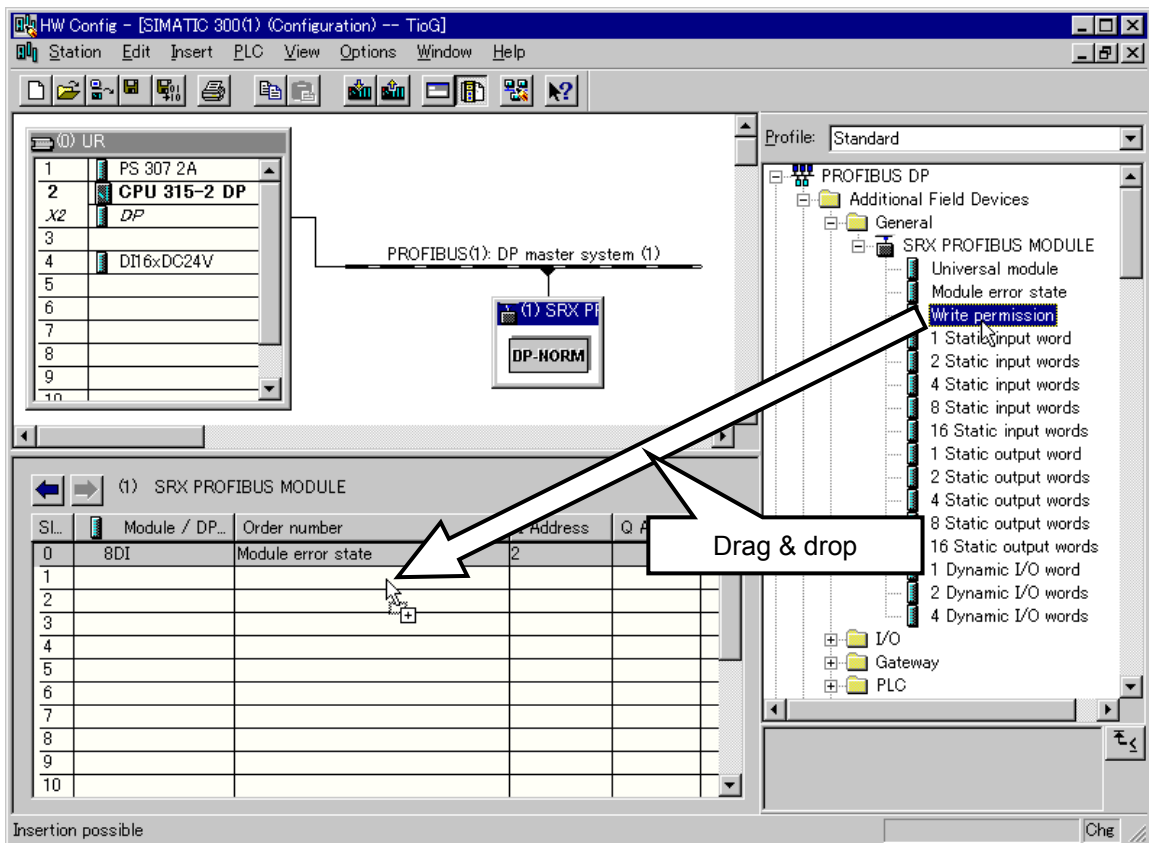 HW Config - [SIMATIC 300(1) (Configuration) -- TioG]
Station Edit Insert PLC View Options Window Help
(0) UR
1 PS 307 2A
2 CPU 315-2 DP
X2 DP
3
4 DI16xDC24V
5
6
7
8
9
10
PROFIBUS(1): DP master system (1)
(1) SRX PR
DP-NORM
Profile: Standard
PROFIBUS DP
Additional Field Devices
General
SRX PROFIBUS MODULE
Universal module
Module error state
Write permission
1 Static input word
2 Static input words
4 Static input words
8 Static input words
16 Static input words
1 Static output word
2 Static output words
4 Static output words
8 Static output words
16 Static output words
1 Dynamic I/O word
2 Dynamic I/O words
4 Dynamic I/O words
I/O
Gateway
PLC
(1) SRX PROFIBUS MODULE
Sl... Module / DP... Order number Address Q A
0 8DI Module error state 2
1
2
3
4
5
6
7
8
9
10
Drag & drop
Insertion possible
Chg